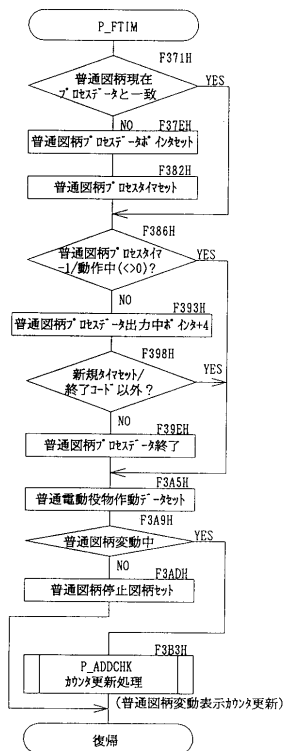 P_FTIM
F371H
普通図柄現在
ﾌﾟﾛｾｽﾃﾞｰﾀと一致
YES
NO
F37EH
普通図柄ﾌﾟﾛｾｽﾃﾞｰﾀﾎﾟｲﾝﾀｾｯﾄ
F382H
普通図柄ﾌﾟﾛｾｽﾀｲﾏｾｯﾄ
F386H
普通図柄ﾌﾟﾛｾｽﾀｲﾏ
-1/動作中(<>0)?
YES
NO
F393H
普通図柄ﾌﾟﾛｾｽﾃﾞｰﾀ出力中ﾎﾟｲﾝﾀ+4
F398H
新規ﾀｲﾏｾｯﾄ/
終了ｺｰﾄﾞ以外?
YES
NO
F39EH
普通図柄ﾌﾟﾛｾｽﾃﾞｰﾀ終了
F3A5H
普通電動役物作動ﾃﾞｰﾀｾｯﾄ
F3A9H
普通図柄変動中
YES
NO
F3ADH
普通図柄停止図柄ｾｯﾄ
F3B3H
P_ADDCHK
ｶｳﾝﾀ更新処理
(普通図柄変動表示ｶｳﾝﾀ更新)
復帰